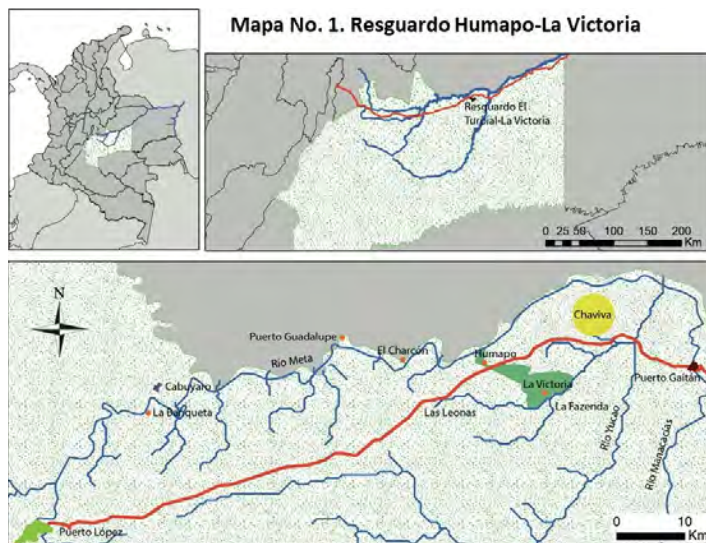 Mapa No. 1. Resguardo Humapo-La Victoria
Resguardo El
Turpial-La Victoria
0 25 50 100 150 200
Km
N
Chaviva
Puerto Guadalupe
Río Meta
El Charcón
Humapo
Puerto Gaitán
Cabuyaro
La Victoria
La Banqueta
Las Leonas
La Fazenda
Río Yucao
Río Manacacías
Puerto López
0 10
Km